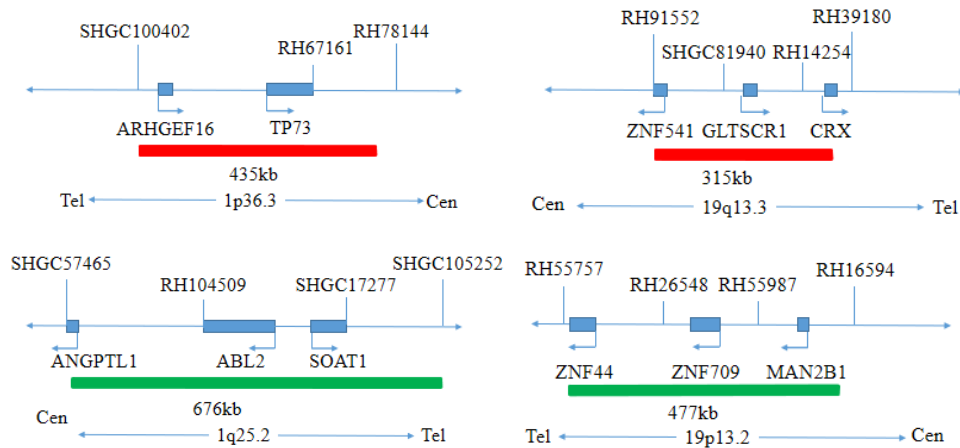 SHGC100402
RH67161
RH78144
ARHGEF16
TP73
435kb
Tel
1p36.3
Cen
RH91552
SHGC81940
RH14254
RH39180
ZNF541
GLTSCR1
CRX
315kb
Cen
19q13.3
Tel
SHGC57465
RH104509
SHGC17277
SHGC105252
ANGPTL1
ABL2
SOAT1
676kb
Cen
1q25.2
Tel
RH55757
RH26548
RH55987
RH16594
ZNF44
ZNF709
MAN2B1
477kb
Tel
19p13.2
Cen